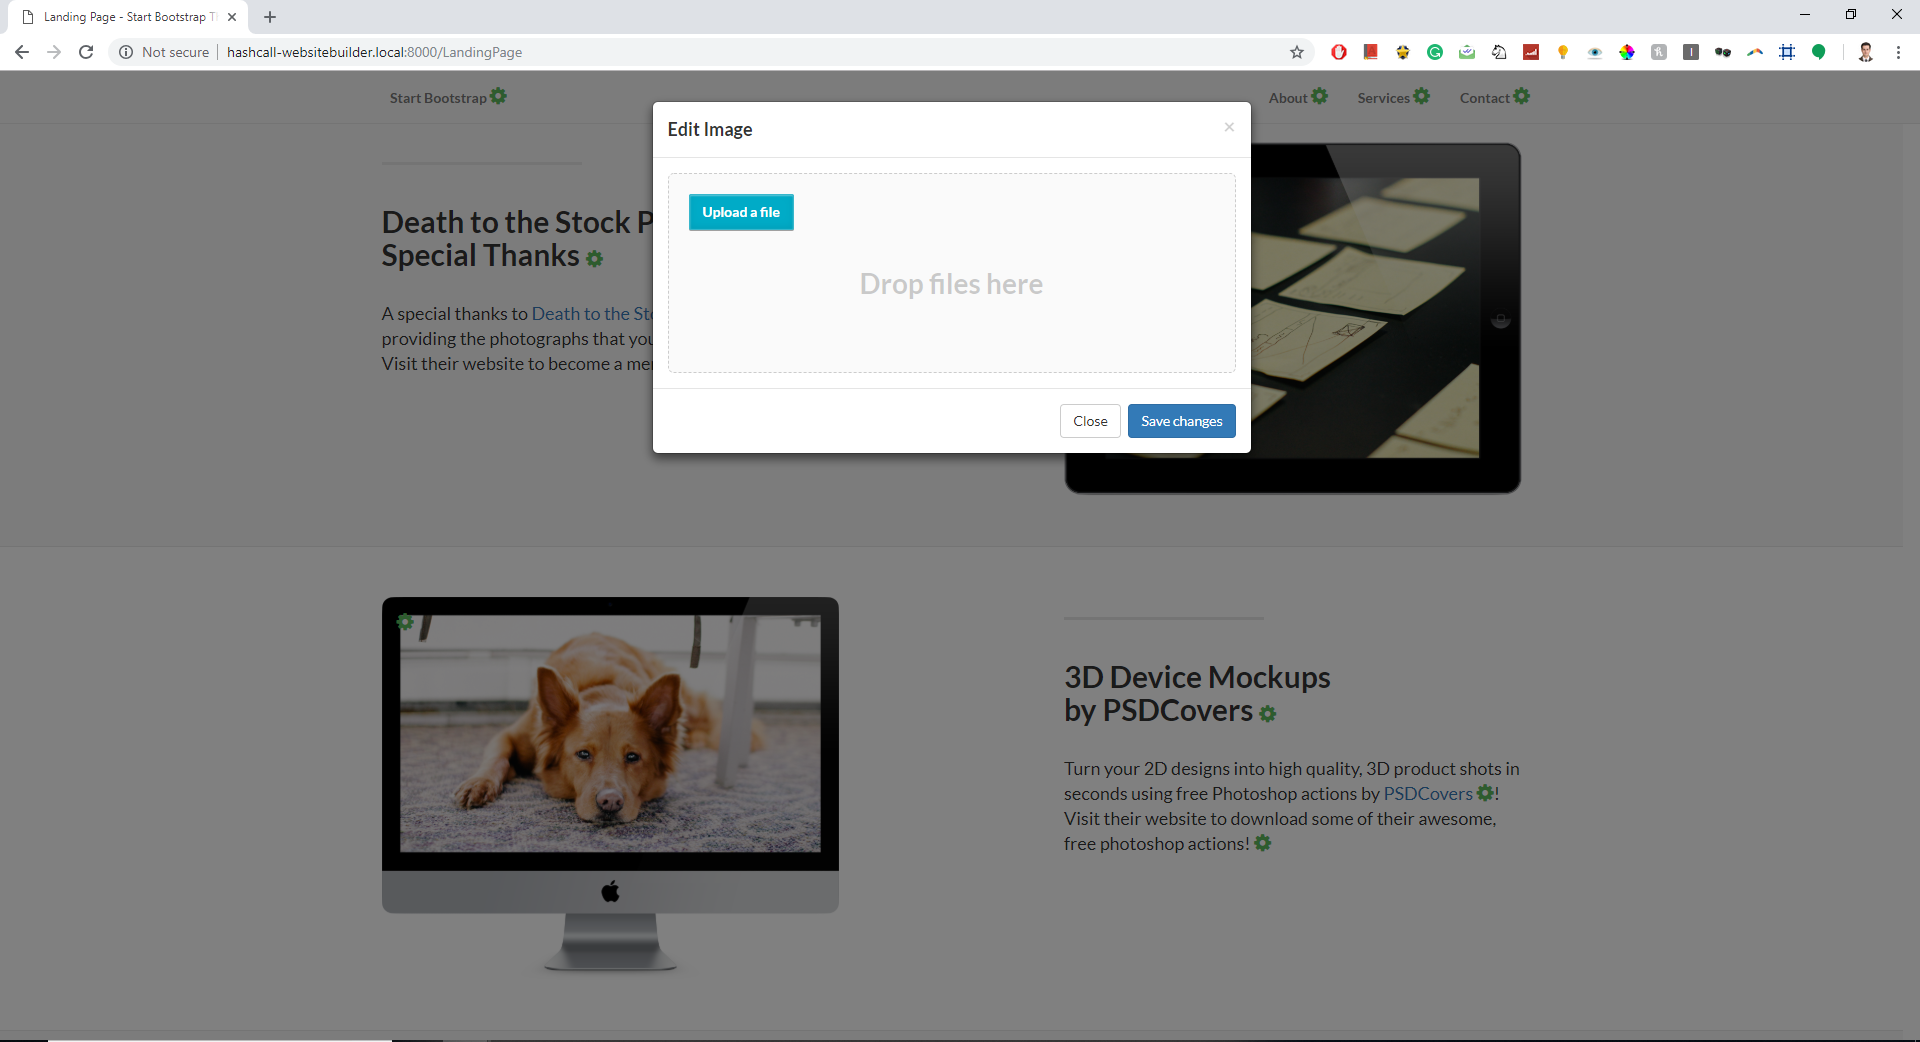 Landing Page - Start Bootstrap
Not secure
hashcall-websitebuilder.local:8000/LandingPage
Start Bootstrap
About
Services
Contact
Edit Image
×
Upload a file
Drop files here
Close
Save changes
Death to the Stock P
Special Thanks
A special thanks to Death to the Sto
providing the photographs that you
Visit their website to become a me
3D Device Mockups
by PSDCovers
Turn your 2D designs into high quality, 3D product shots in
seconds using free Photoshop actions by PSDCovers !
Visit their website to download some of their awesome,
free photoshop actions!